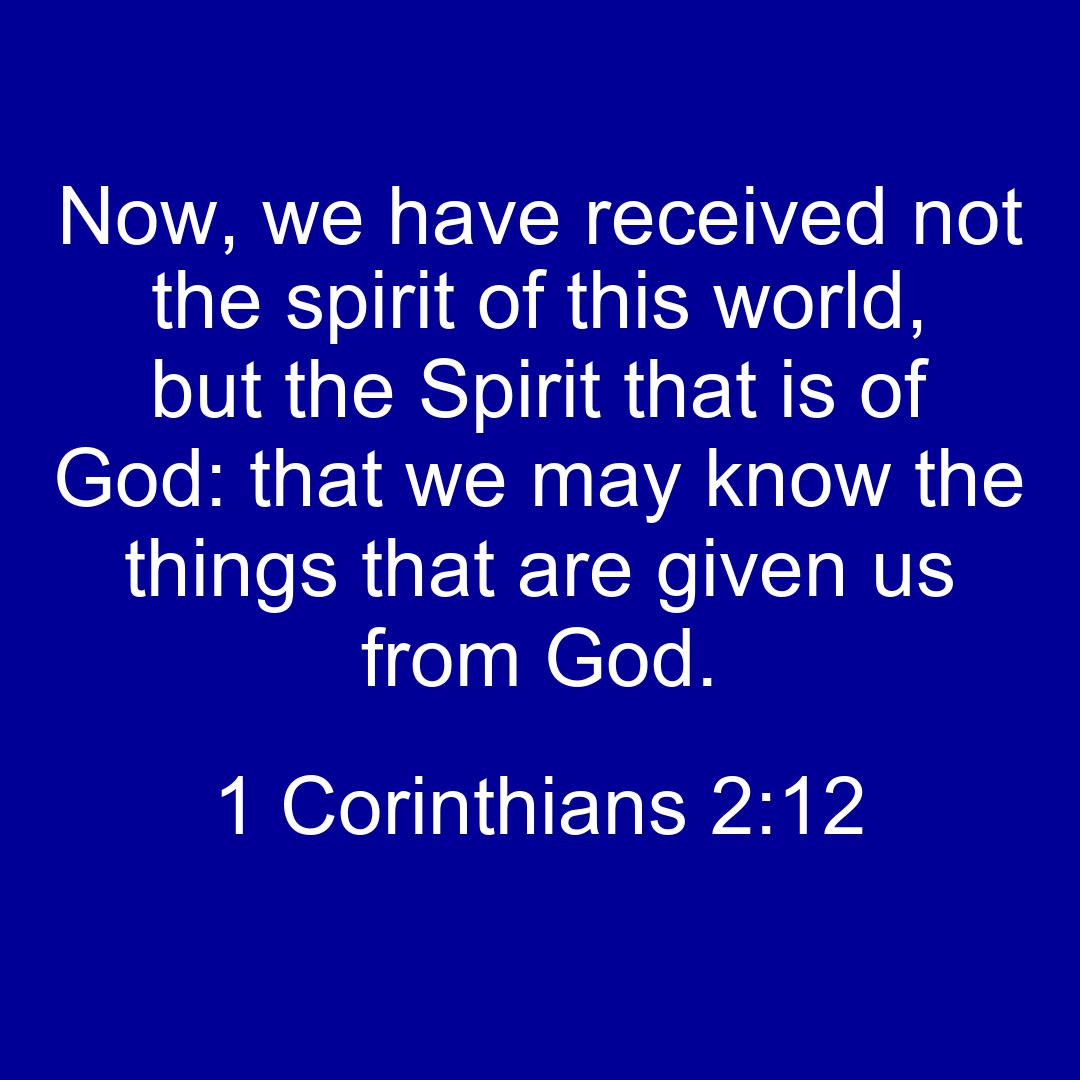 Now, we have received not
the spirit of this world,
but the Spirit that is of
God: that we may know the
things that are given us
from God.
1 Corinthians 2:12